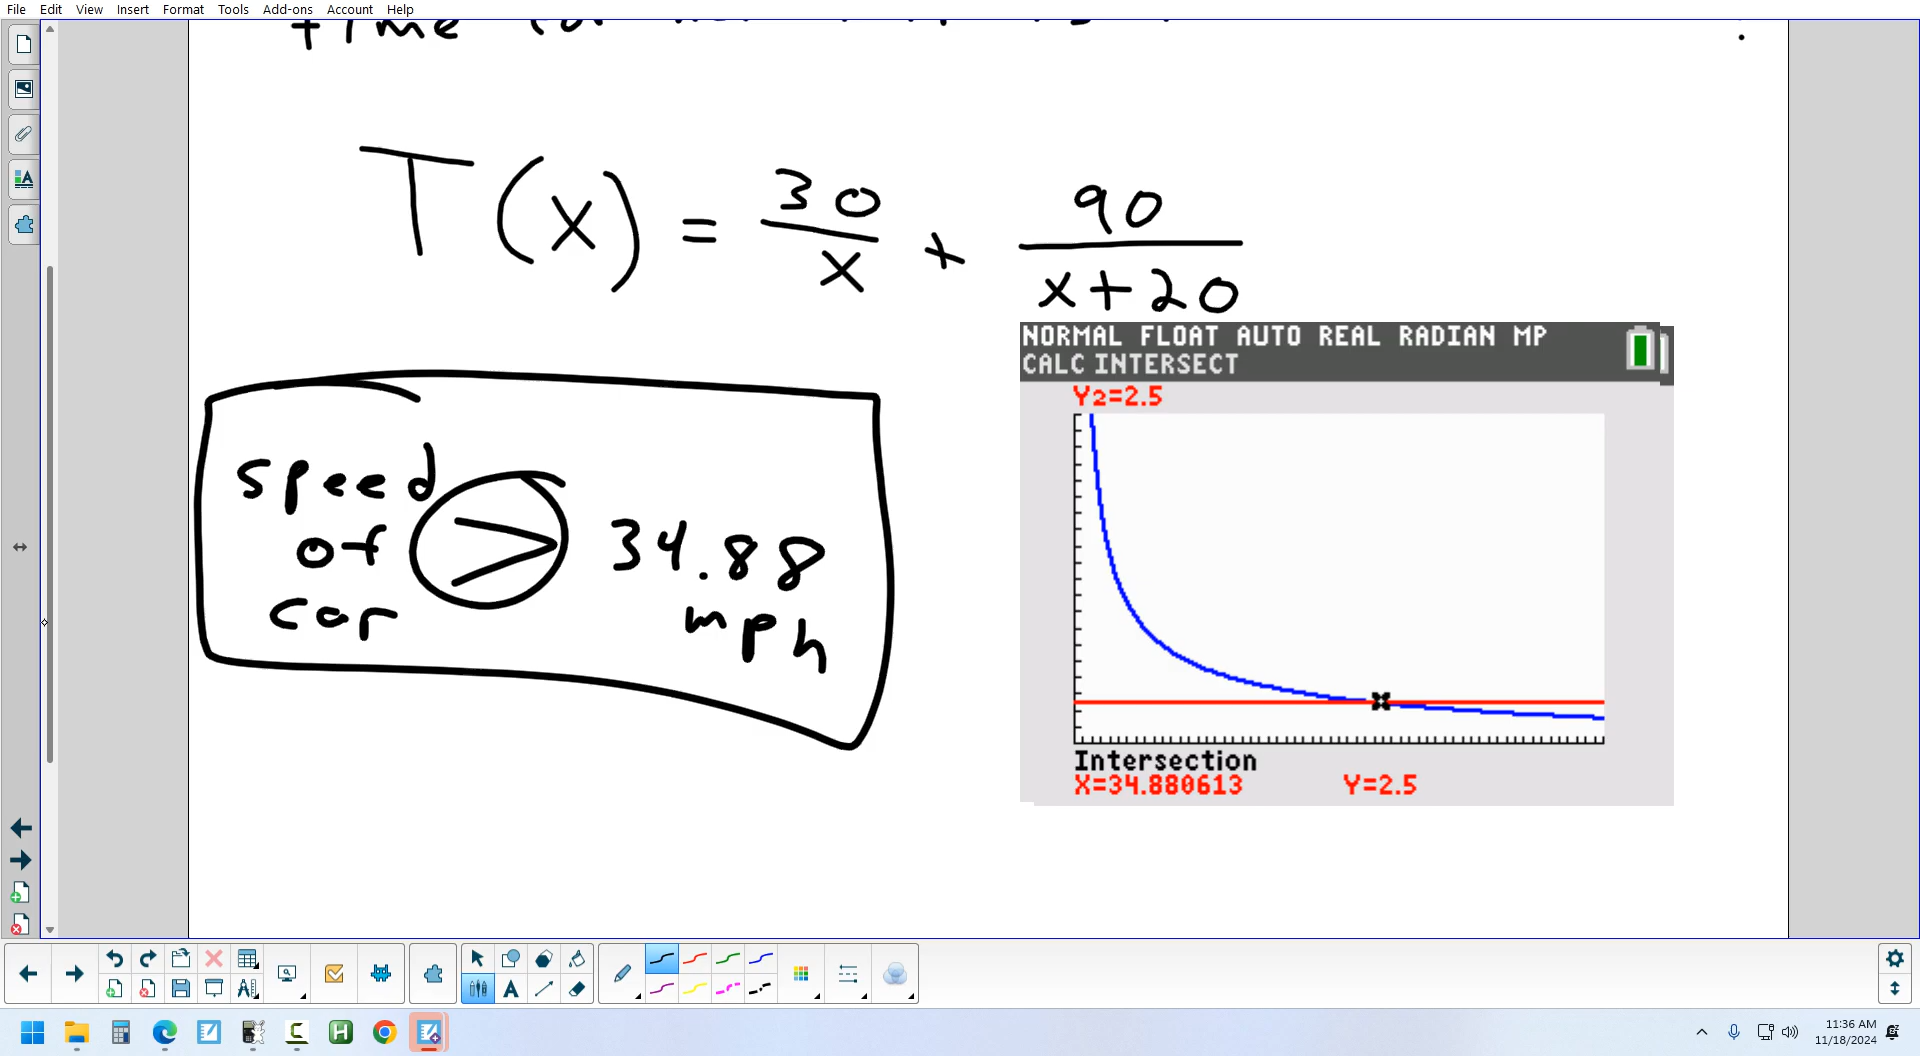 File Edit View Insert Format Tools Add-ons Account Help
time
T(x) = 30/x + 90/(x+20)
speed of car > 34.88 mph
NORMAL FLOAT AUTO REAL RADIAN MP
CALC INTERSECT
Y2=2.5
Intersection
X=34.880613 Y=2.5
11:36 AM
11/18/2024